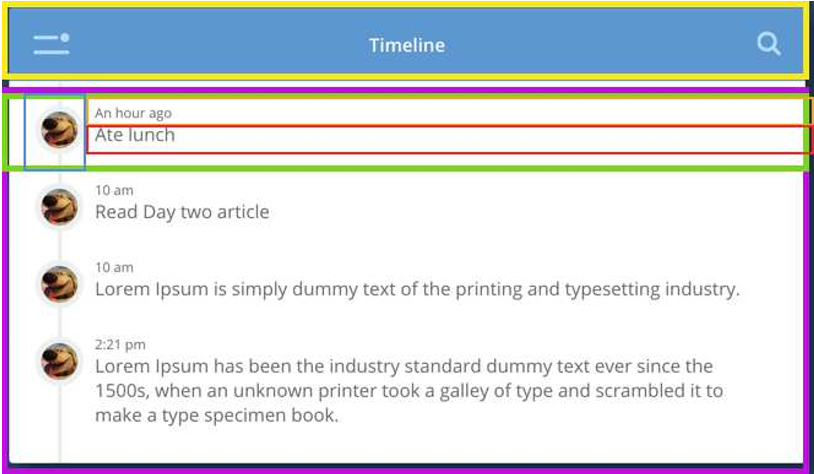 Timeline
An hour ago
Ate lunch
10 am
Read Day two article
10 am
Lorem Ipsum is simply dummy text of the printing and typesetting industry.
2:21 pm
Lorem Ipsum has been the industry standard dummy text ever since the
1500s, when an unknown printer took a galley of type and scrambled it to
make a type specimen book.